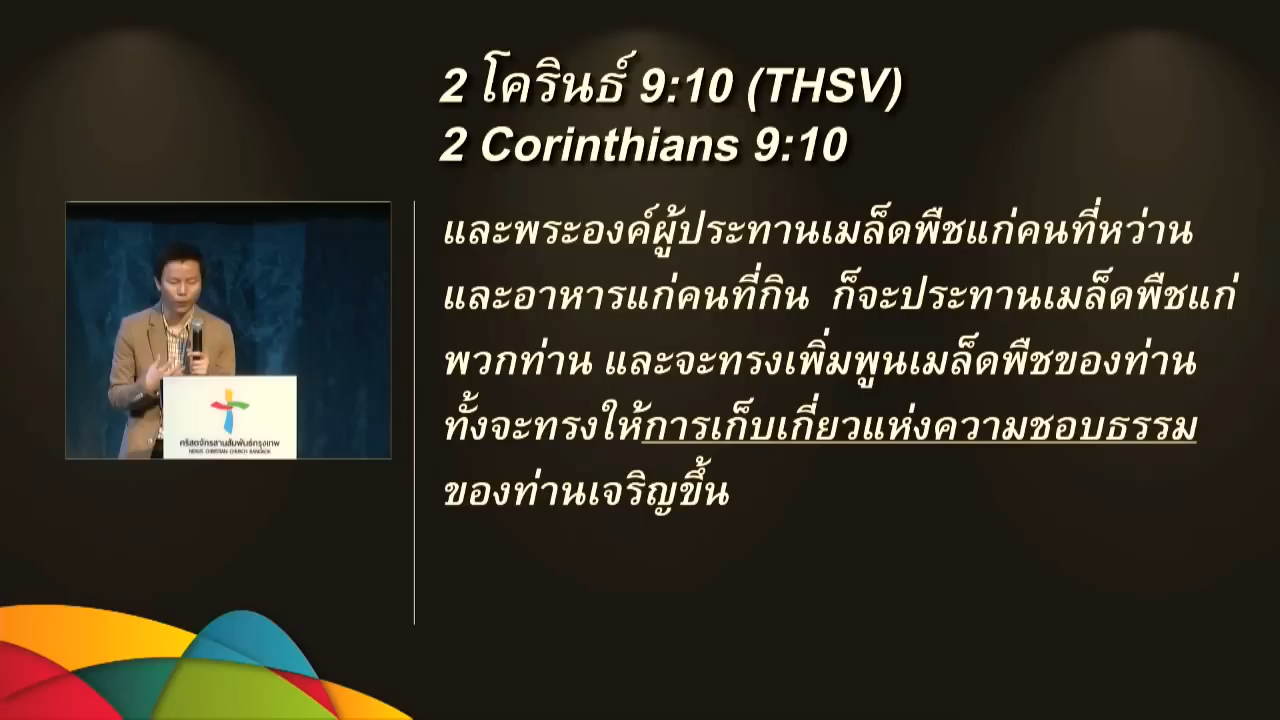 2 โครินธ์ 9:10 (THSV)
2 Corinthians 9:10
และพระองค์ผู้ประทานเมล็ดพืชแก่คนที่หว่าน
และอาหารแก่คนที่กิน ก็จะประทานเมล็ดพืชแก่
พวกท่าน และจะทรงเพิ่มพูนเมล็ดพืชของท่าน
ทั้งจะทรงให้การเก็บเกี่ยวแห่งความชอบธรรม
ของท่านเจริญขึ้น
คริสตจักรสานสัมพันธ์กรุงเทพ
NEXUS CHRISTIAN CHURCH BANGKOK